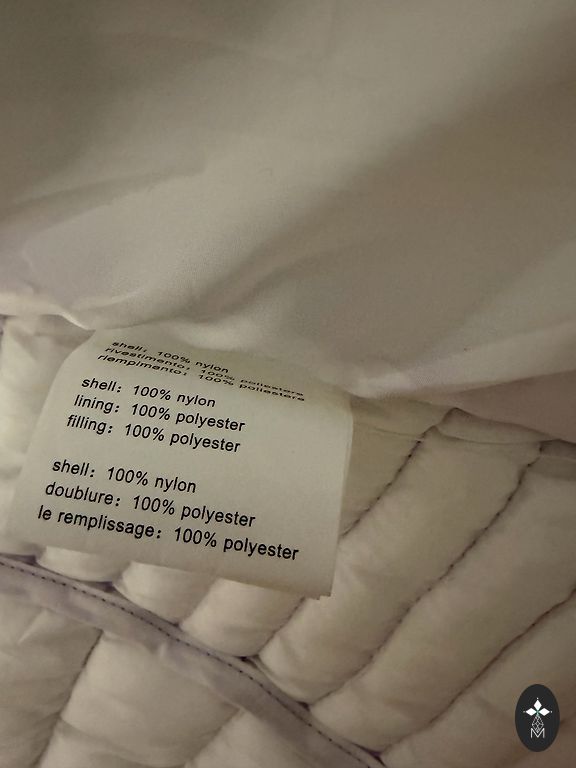 shell: 100% nylon
rivestimento: 100% poliestere
riempimento: 100% poliestere
shell: 100% nylon
lining: 100% polyester
filling: 100% polyester
shell: 100% nylon
doublure: 100% polyester
le remplissage: 100% polyester
M